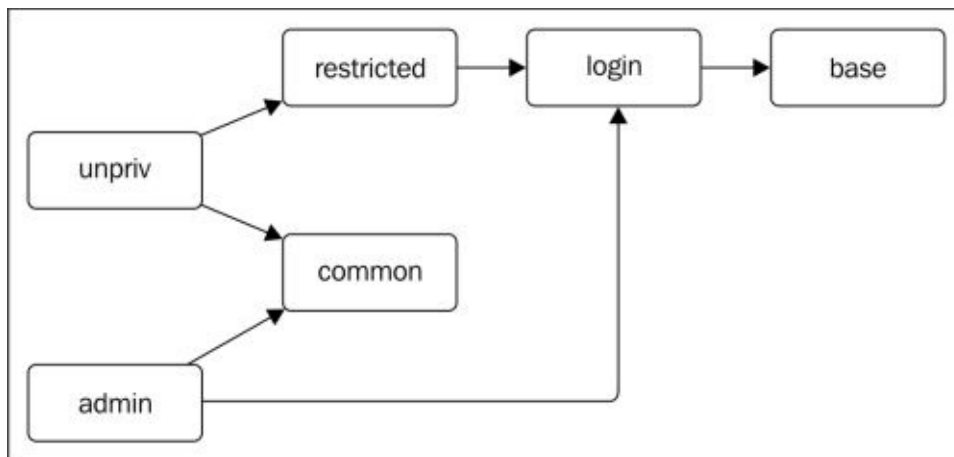 restricted
login
base
unpriv
common
admin